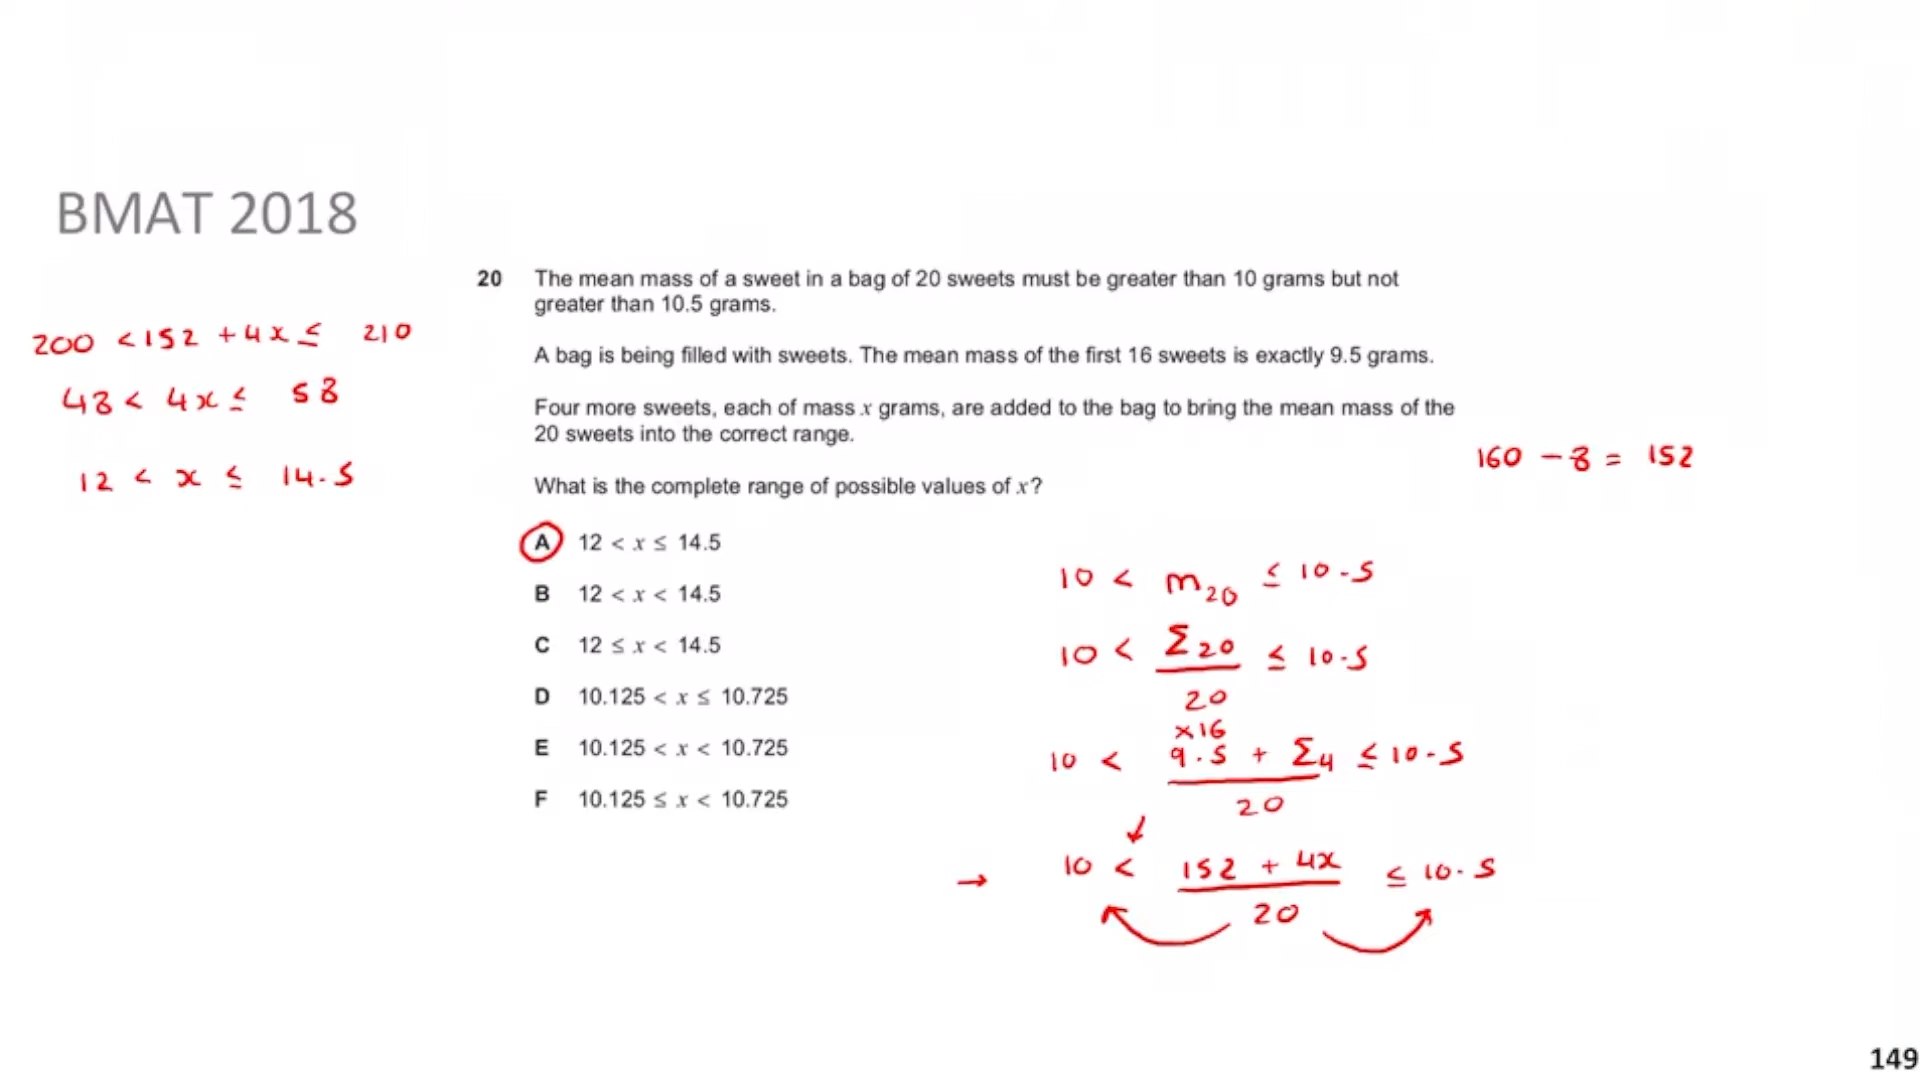 BMAT 2018
20 The mean mass of a sweet in a bag of 20 sweets must be greater than 10 grams but not
greater than 10.5 grams.
A bag is being filled with sweets. The mean mass of the first 16 sweets is exactly 9.5 grams.
Four more sweets, each of mass x grams, are added to the bag to bring the mean mass of the
20 sweets into the correct range.
What is the complete range of possible values of x?
A 12 < x ≤ 14.5
B 12 < x < 14.5
C 12 ≤ x < 14.5
D 10.125 < x ≤ 10.725
E 10.125 < x < 10.725
F 10.125 ≤ x < 10.725
200 < 152 + 4x ≤ 210
48 < 4x ≤ 58
12 < x ≤ 14.5
160 - 8 = 152
10 < m₂₀ ≤ 10.5
10 < Σ₂₀ ≤ 10.5
20
×16
10 < 9.5 + Σ₄ ≤ 10.5
20
→ 10 < 152 + 4x ≤ 10.5
20
149